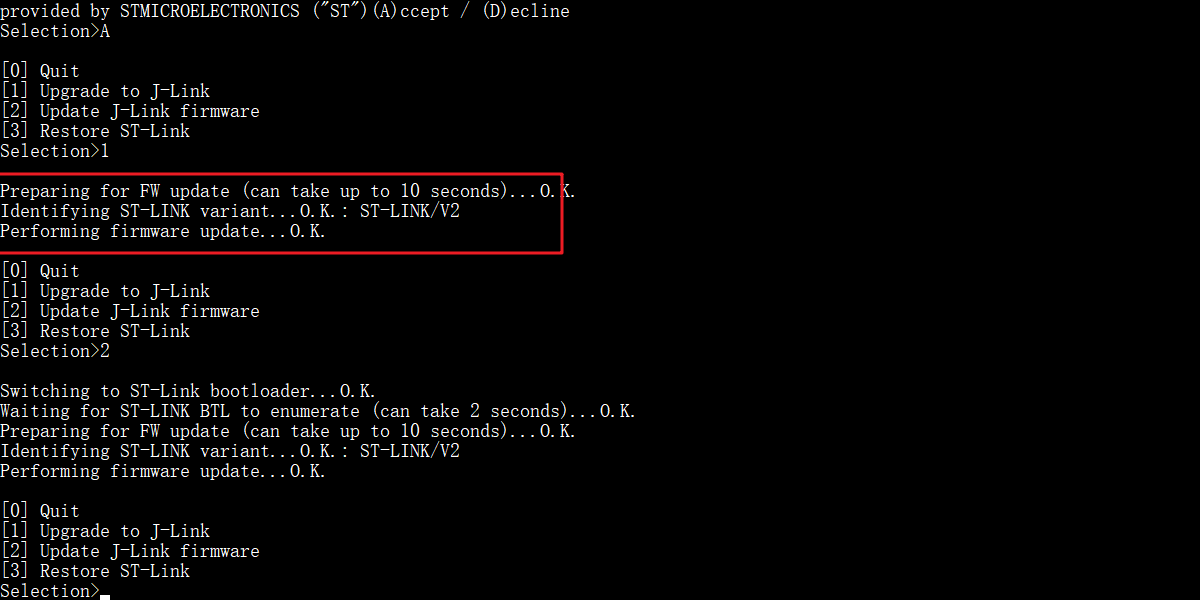 provided by STMICROELECTRONICS ("ST")(A)ccept / (D)ecline
Selection>A
[0] Quit
[1] Upgrade to J-Link
[2] Update J-Link firmware
[3] Restore ST-Link
Selection>1
Preparing for FW update (can take up to 10 seconds)...O.K.
Identifying ST-LINK variant...O.K.: ST-LINK/V2
Performing firmware update...O.K.
[0] Quit
[1] Upgrade to J-Link
[2] Update J-Link firmware
[3] Restore ST-Link
Selection>2
Switching to ST-Link bootloader...O.K.
Waiting for ST-LINK BTL to enumerate (can take 2 seconds)...O.K.
Preparing for FW update (can take up to 10 seconds)...O.K.
Identifying ST-LINK variant...O.K.: ST-LINK/V2
Performing firmware update...O.K.
[0] Quit
[1] Upgrade to J-Link
[2] Update J-Link firmware
[3] Restore ST-Link
Selection>